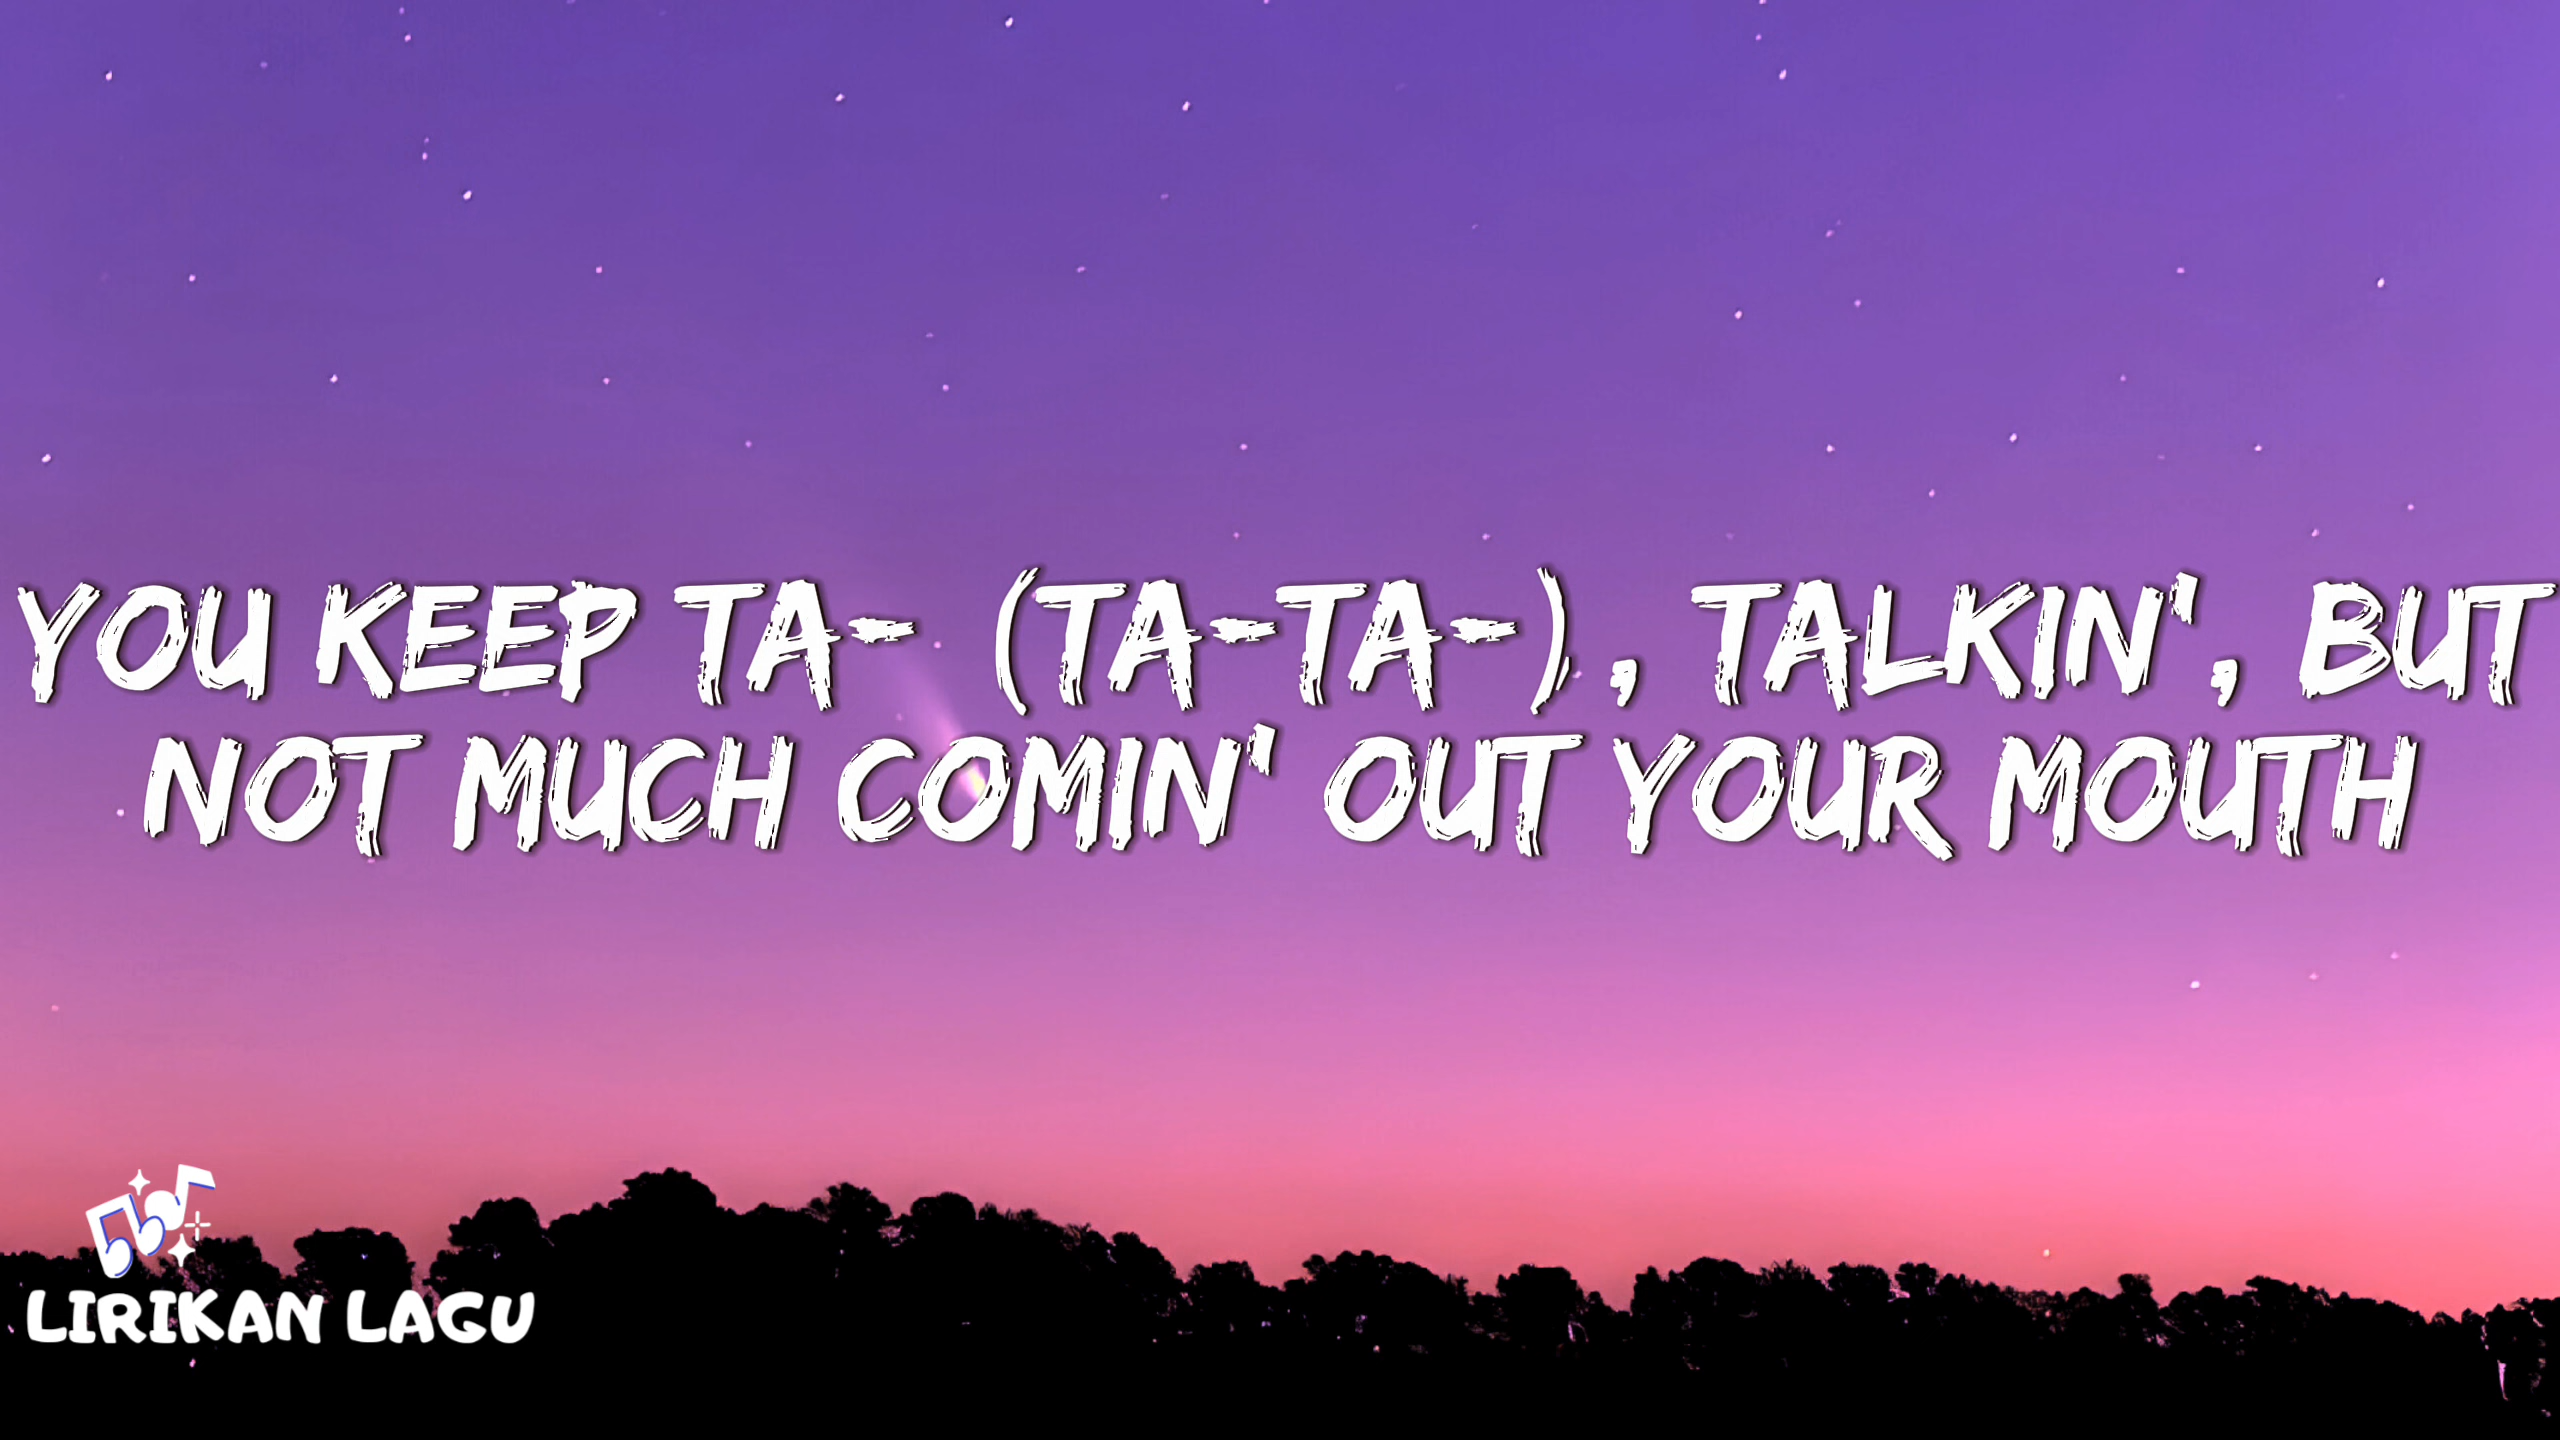 YOU KEEP TA- (TA-TA-), TALKIN', BUT
NOT MUCH COMIN' OUT YOUR MOUTH
LIRIKAN LAGU